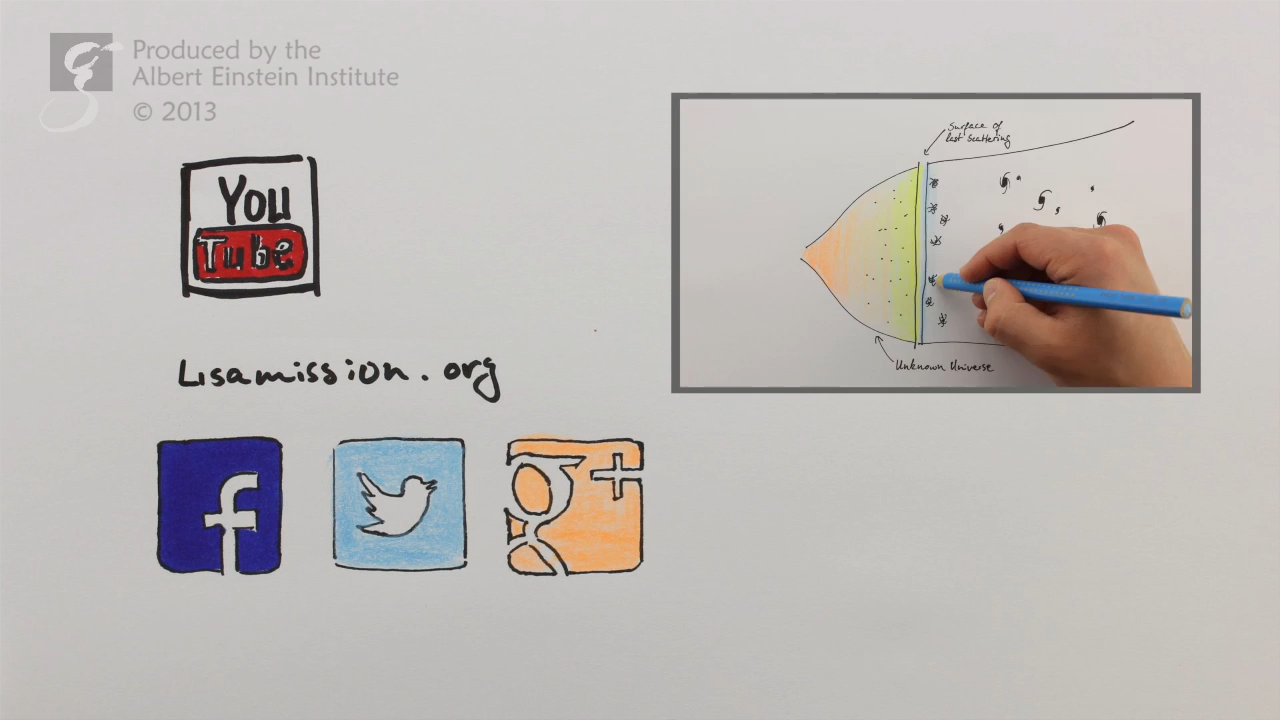 Produced by the
Albert Einstein Institute
© 2013
You
Tube
Lisamission.org
f
g+
Surface of
last scattering
Unknown Universe